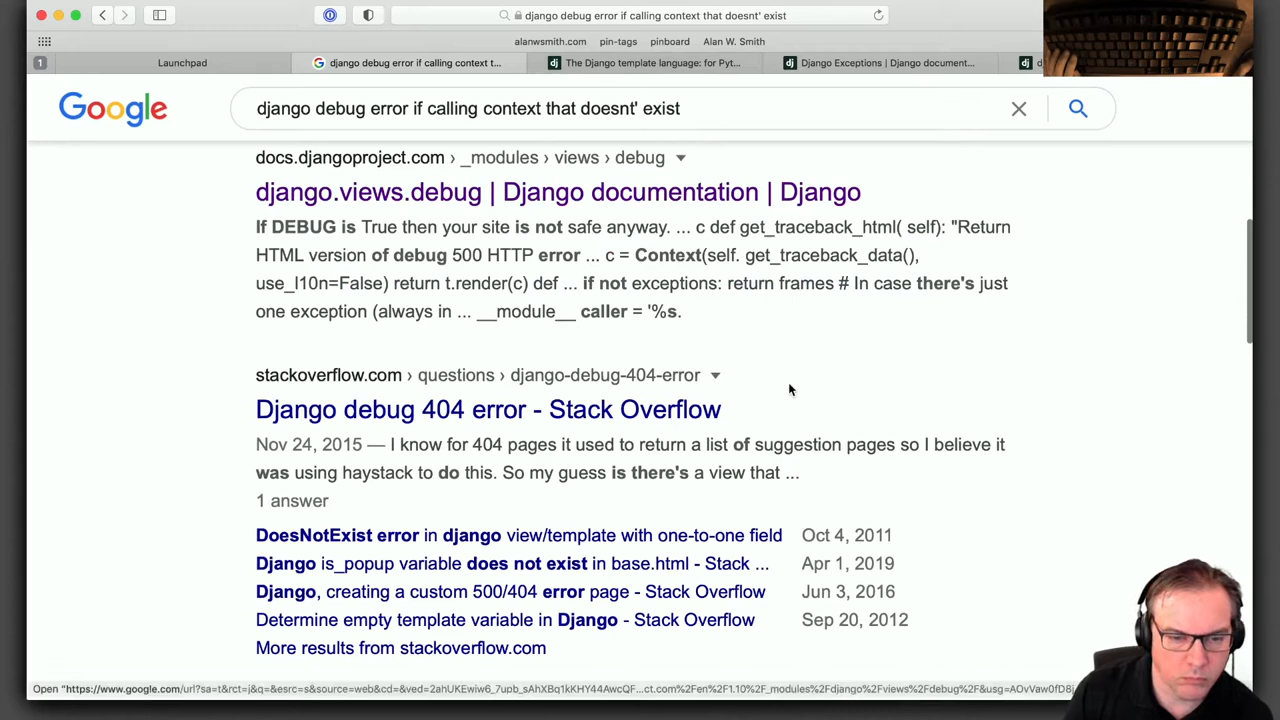 django debug error if calling context that doesnt' exist
alanwsmith.com pin-tags pinboard Alan W. Smith
1 Launchpad django debug error if calling context t... dj The Django template language: for Pyt... dj Django Exceptions | Django document... dj
Google django debug error if calling context that doesnt' exist
docs.djangoproject.com › _modules › views › debug
django.views.debug | Django documentation | Django
If DEBUG is True then your site is not safe anyway. ... c def get_traceback_html( self): "Return
HTML version of debug 500 HTTP error ... c = Context(self. get_traceback_data(),
use_l10n=False) return t.render(c) def ... if not exceptions: return frames # In case there's just
one exception (always in ... __module__ caller = '%s.
stackoverflow.com › questions › django-debug-404-error
Django debug 404 error - Stack Overflow
Nov 24, 2015 — I know for 404 pages it used to return a list of suggestion pages so I believe it
was using haystack to do this. So my guess is there's a view that ...
1 answer
DoesNotExist error in django view/template with one-to-one field Oct 4, 2011
Django is_popup variable does not exist in base.html - Stack ... Apr 1, 2019
Django, creating a custom 500/404 error page - Stack Overflow Jun 3, 2016
Determine empty template variable in Django - Stack Overflow Sep 20, 2012
More results from stackoverflow.com